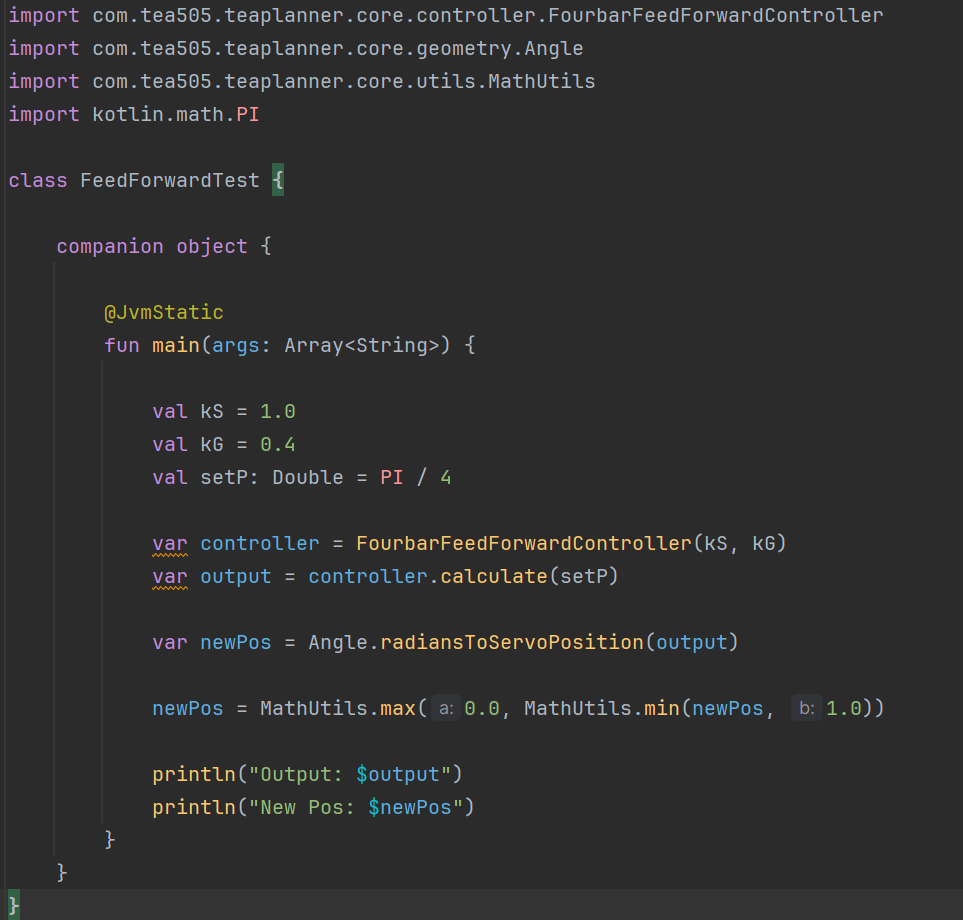 import com.tea505.teaplanner.core.controller.FourbarFeedForwardController
import com.tea505.teaplanner.core.geometry.Angle
import com.tea505.teaplanner.core.utils.MathUtils
import kotlin.math.PI
class FeedForwardTest {
companion object {
@JvmStatic
fun main(args: Array<String>) {
val kS = 1.0
val kG = 0.4
val setP: Double = PI / 4
var controller = FourbarFeedForwardController(kS, kG)
var output = controller.calculate(setP)
var newPos = Angle.radiansToServoPosition(output)
newPos = MathUtils.max( a: 0.0, MathUtils.min(newPos, b: 1.0))
println("Output: $output")
println("New Pos: $newPos")
}
}
}